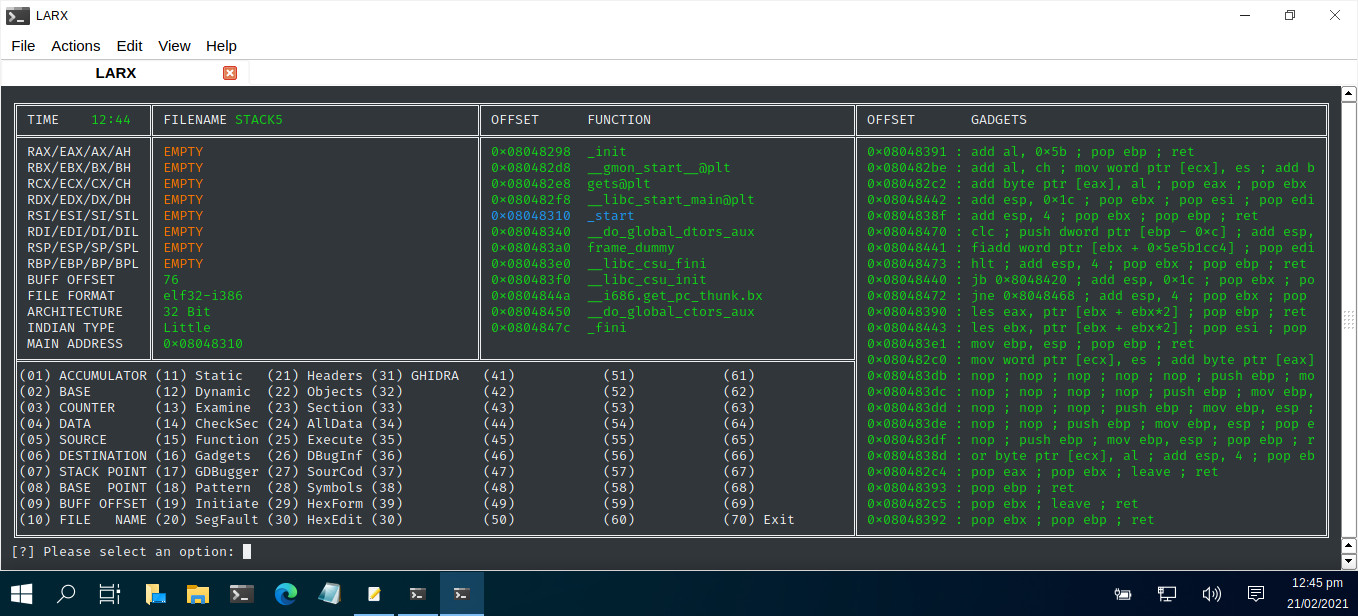 LARX
File Actions Edit View Help
LARX
TIME 12:44 FILENAME STACK5 OFFSET FUNCTION OFFSET GADGETS
RAX/EAX/AX/AH EMPTY 0×08048298 _init 0×08048391 : add al, 0×5b ; pop ebp ; ret
RBX/EBX/BX/BH EMPTY 0×080482d8 __gmon_start__@plt 0×080482be : add al, ch ; mov word ptr [ecx], es ; add b
RCX/ECX/CX/CH EMPTY 0×080482e8 gets@plt 0×080482c2 : add byte ptr [eax], al ; pop eax ; pop ebx
RDX/EDX/DX/DH EMPTY 0×080482f8 __libc_start_main@plt 0×08048442 : add esp, 0×1c ; pop ebx ; pop esi ; pop edi
RSI/ESI/SI/SIL EMPTY 0×08048310 _start 0×0804838f : add esp, 4 ; pop ebx ; pop ebp ; ret
RDI/EDI/DI/DIL EMPTY 0×08048340 __do_global_dtors_aux 0×08048470 : clc ; push dword ptr [ebp - 0×c] ; add esp,
RSP/ESP/SP/SPL EMPTY 0×080483a0 frame_dummy 0×08048441 : fiadd word ptr [ebx + 0×5e5b1cc4] ; pop edi
RBP/EBP/BP/BPL EMPTY 0×080483e0 __libc_csu_fini 0×08048473 : hlt ; add esp, 4 ; pop ebx ; pop ebp ; ret
BUFF OFFSET 76 0×080483f0 __libc_csu_init 0×08048440 : jb 0×8048420 ; add esp, 0×1c ; pop ebx ; po
FILE FORMAT elf32-i386 0×0804844a __i686.get_pc_thunk.bx 0×08048472 : jne 0×8048468 ; add esp, 4 ; pop ebx ; pop
ARCHITECTURE 32 Bit 0×08048450 __do_global_ctors_aux 0×08048390 : les eax, ptr [ebx + ebx*2] ; pop ebp ; ret
INDIAN TYPE Little 0×0804847c _fini 0×08048443 : les ebx, ptr [ebx + ebx*2] ; pop esi ; pop
MAIN ADDRESS 0×08048310 0×080483e1 : mov ebp, esp ; pop ebp ; ret
0×080482c0 : mov word ptr [ecx], es ; add byte ptr [eax]
(01) ACCUMULATOR (11) Static (21) Headers (31) GHIDRA (41) (51) (61) 0×080483db : nop ; nop ; nop ; nop ; nop ; push ebp ; mo
(02) BASE (12) Dynamic (22) Objects (32) (42) (52) (62) 0×080483dc : nop ; nop ; nop ; nop ; push ebp ; mov ebp,
(03) COUNTER (13) Examine (23) Section (33) (43) (53) (63) 0×080483dd : nop ; nop ; nop ; push ebp ; mov ebp, esp ;
(04) DATA (14) CheckSec (24) AllData (34) (44) (54) (64) 0×080483de : nop ; nop ; push ebp ; mov ebp, esp ; pop e
(05) SOURCE (15) Function (25) Execute (35) (45) (55) (65) 0×080483df : nop ; push ebp ; mov ebp, esp ; pop ebp ; r
(06) DESTINATION (16) Gadgets (26) DBugInf (36) (46) (56) (66) 0×0804838d : or byte ptr [ecx], al ; add esp, 4 ; pop eb
(07) STACK POINT (17) GDBugger (27) SourCod (37) (47) (57) (67) 0×080482c4 : pop eax ; pop ebx ; leave ; ret
(08) BASE POINT (18) Pattern (28) Symbols (38) (48) (58) (68) 0×08048393 : pop ebp ; ret
(09) BUFF OFFSET (19) Initiate (29) HexForm (39) (49) (59) (69) 0×080482c5 : pop ebx ; leave ; ret
(10) FILE NAME (20) SegFault (30) HexEdit (30) (50) (60) (70) Exit 0×08048392 : pop ebx ; pop ebp ; ret
[?] Please select an option:
12:45 pm
21/02/2021